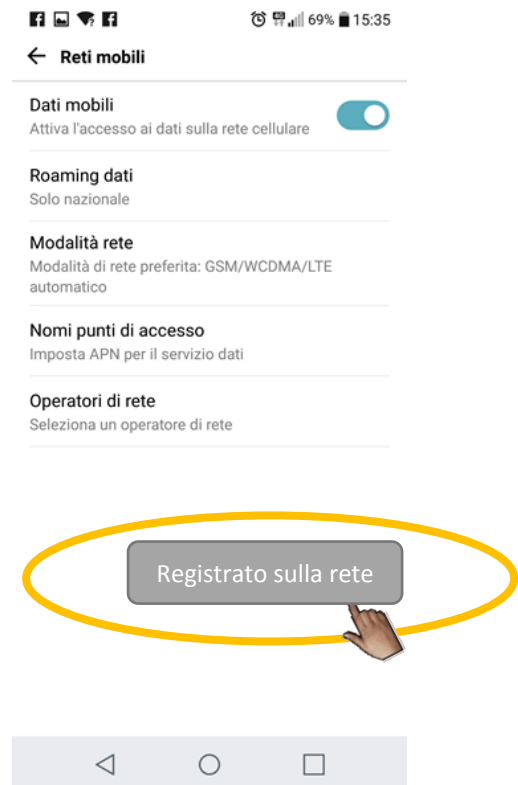 69% 15:35
Reti mobili
Dati mobili
Attiva l'accesso ai dati sulla rete cellulare
Roaming dati
Solo nazionale
Modalità rete
Modalità di rete preferita: GSM/WCDMA/LTE
automatico
Nomi punti di accesso
Imposta APN per il servizio dati
Operatori di rete
Seleziona un operatore di rete
Registrato sulla rete